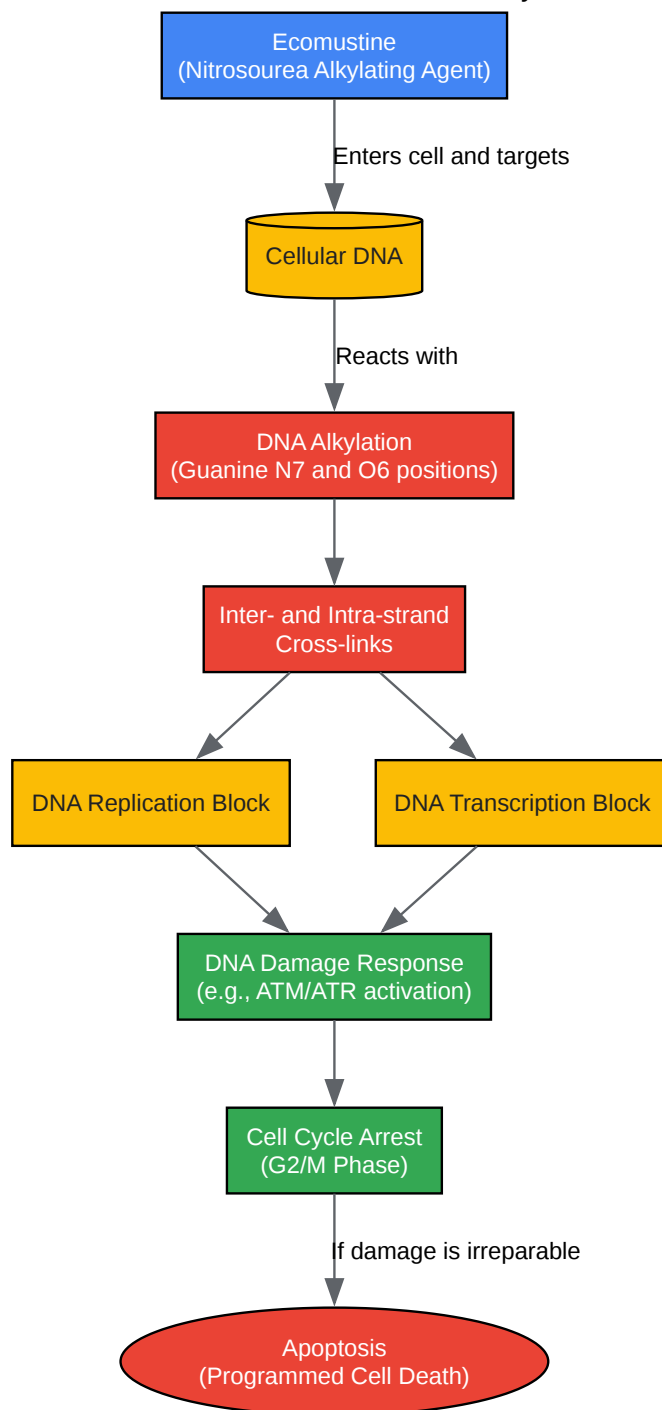 Ecomustine
(Nitrosourea Alkylating Agent)
Enters cell and targets
Cellular DNA
Reacts with
DNA Alkylation
(Guanine N7 and O6 positions)
Inter- and Intra-strand
Cross-links
DNA Replication Block
DNA Transcription Block
DNA Damage Response
(e.g., ATM/ATR activation)
Cell Cycle Arrest
(G2/M Phase)
If damage is irreparable
Apoptosis
(Programmed Cell Death)